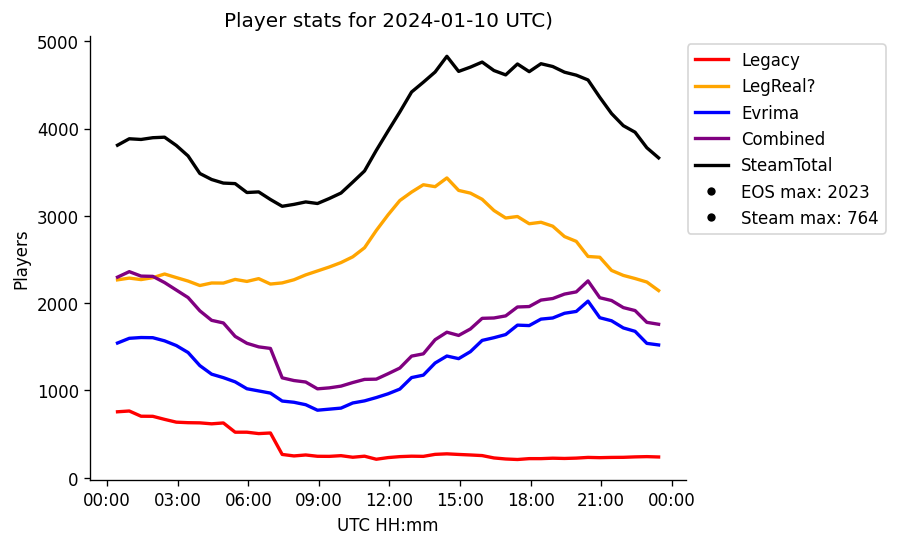 Player stats for 2024-01-10 UTC)
5000
4000
3000
2000
1000
0
Players
00:00 03:00 06:00 09:00 12:00 15:00 18:00 21:00 00:00
UTC HH:mm
Legacy
LegReal?
Evrima
Combined
SteamTotal
EOS max: 2023
Steam max: 764